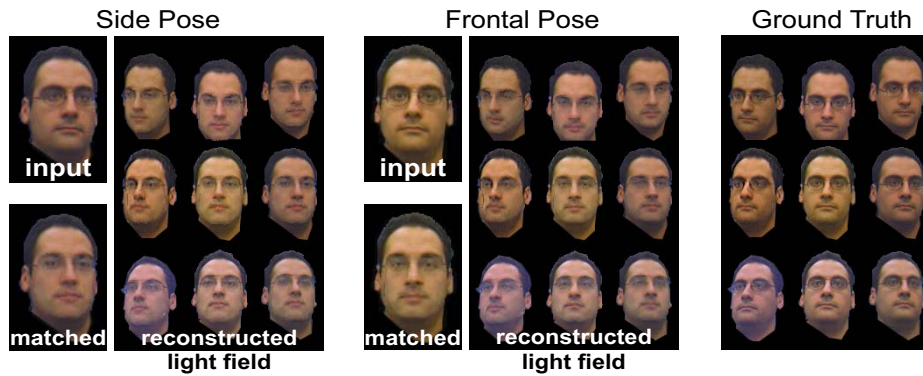 Side Pose
Frontal Pose
Ground Truth
input
input
matched
reconstructed
light field
matched
reconstructed
light field